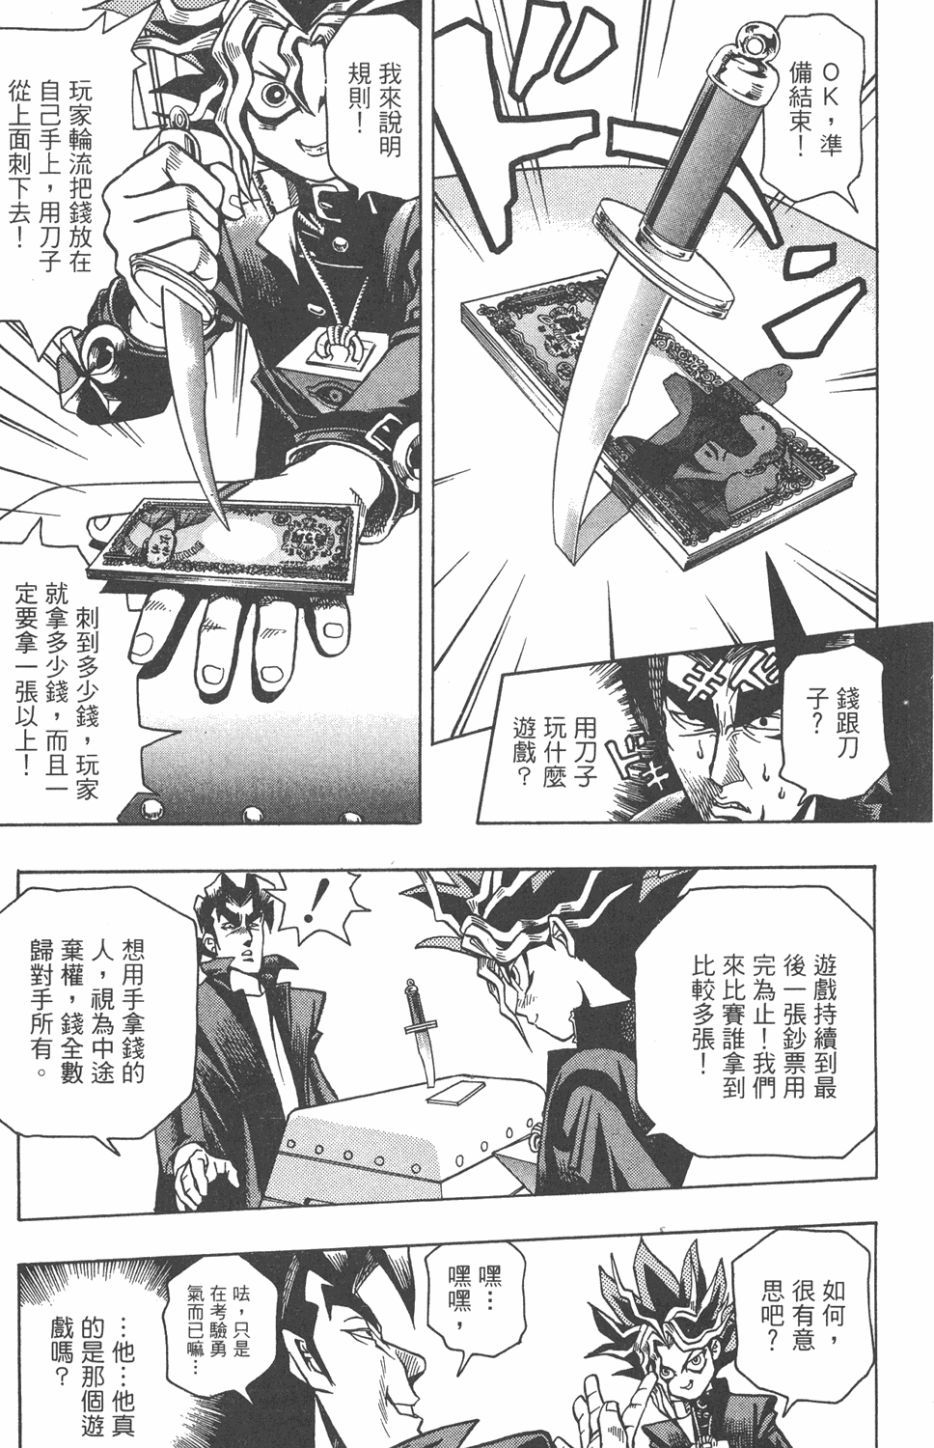 ＯＫ，準
備結束！
錢跟刀
子？
用刀子
玩什麼
遊戲？
我來說明
規則！
玩家輪流把錢放在
自己手上，用刀子
從上面刺下去！
刺到多少錢，玩家
就拿多少錢，而且一
定要拿一張以上！
遊戲持續到最
後一張鈔票用
完為止！我們
來比賽誰拿到
比較多張！
！
想用手拿錢的
人，視為中途
棄權，錢全數
歸對手所有。
如何，
很有意
思吧？
嘿…
嘿嘿，
呿，只是
在考驗勇
氣而已嘛…
…他…他真
的是那個遊
戲嗎？